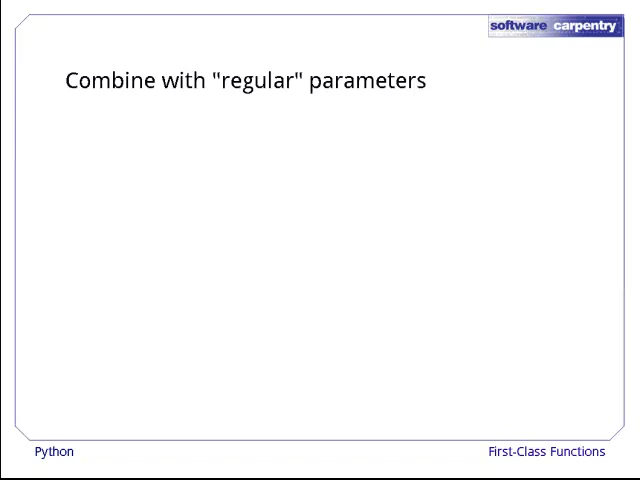 software carpentry
Combine with "regular" parameters
Python
First-Class Functions